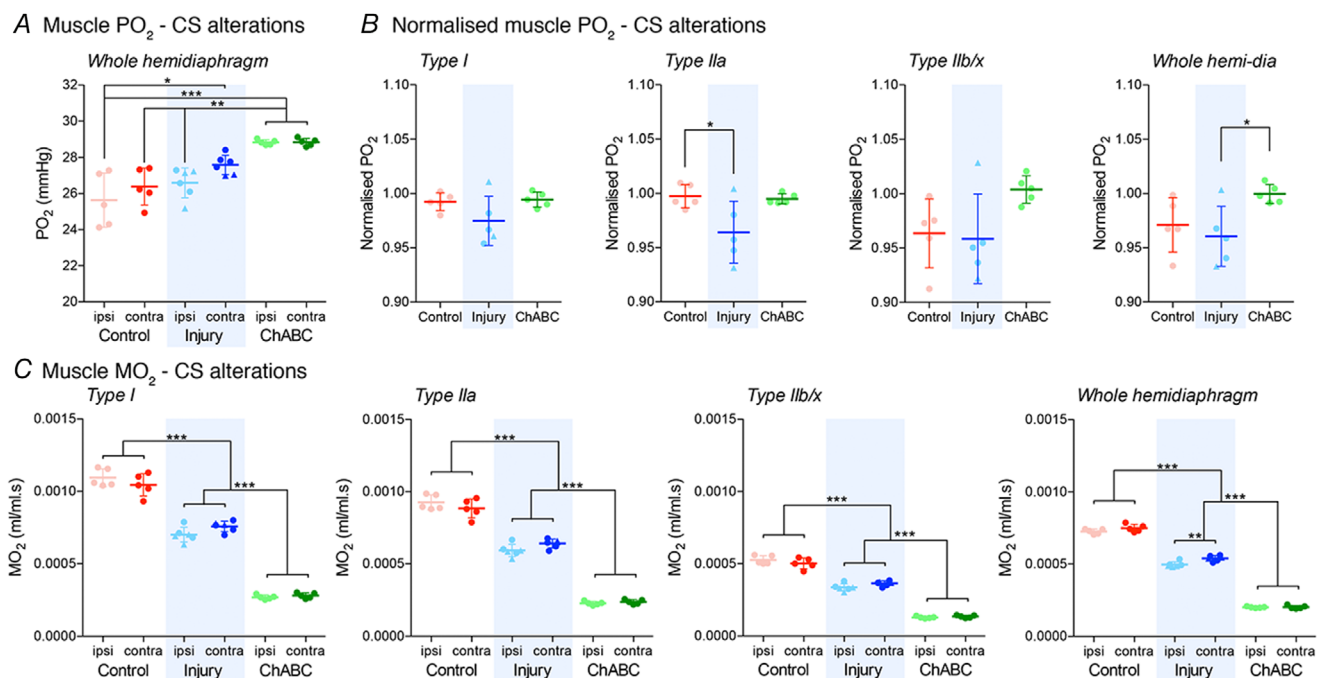 A Muscle PO2 - CS alterations
B Normalised muscle PO2 - CS alterations
Whole hemidiaphragm
Type I
Type IIa
Type IIb/x
Whole hemi-dia
PO2 (mmHg)
32
30
28
26
24
22
20
*
***
**
ipsi contra ipsi contra ipsi contra
Control Injury ChABC
Normalised PO2
1.10
1.05
1.00
0.95
0.90
Control Injury ChABC
Normalised PO2
1.10
1.05
1.00
0.95
0.90
*
Control Injury ChABC
Normalised PO2
1.10
1.05
1.00
0.95
0.90
Control Injury ChABC
Normalised PO2
1.10
1.05
1.00
0.95
0.90
*
Control Injury ChABC
C Muscle MO2 - CS alterations
Type I
Type IIa
Type IIb/x
Whole hemidiaphragm
MO2 (ml/ml.s)
0.0015
0.0010
0.0005
0.0000
***
***
ipsi contra ipsi contra ipsi contra
Control Injury ChABC
MO2 (ml/ml.s)
0.0015
0.0010
0.0005
0.0000
***
***
ipsi contra ipsi contra ipsi contra
Control Injury ChABC
MO2 (ml/ml.s)
0.0015
0.0010
0.0005
0.0000
***
***
ipsi contra ipsi contra ipsi contra
Control Injury ChABC
MO2 (ml/ml.s)
0.0015
0.0010
0.0005
0.0000
***
***
**
ipsi contra ipsi contra ipsi contra
Control Injury ChABC